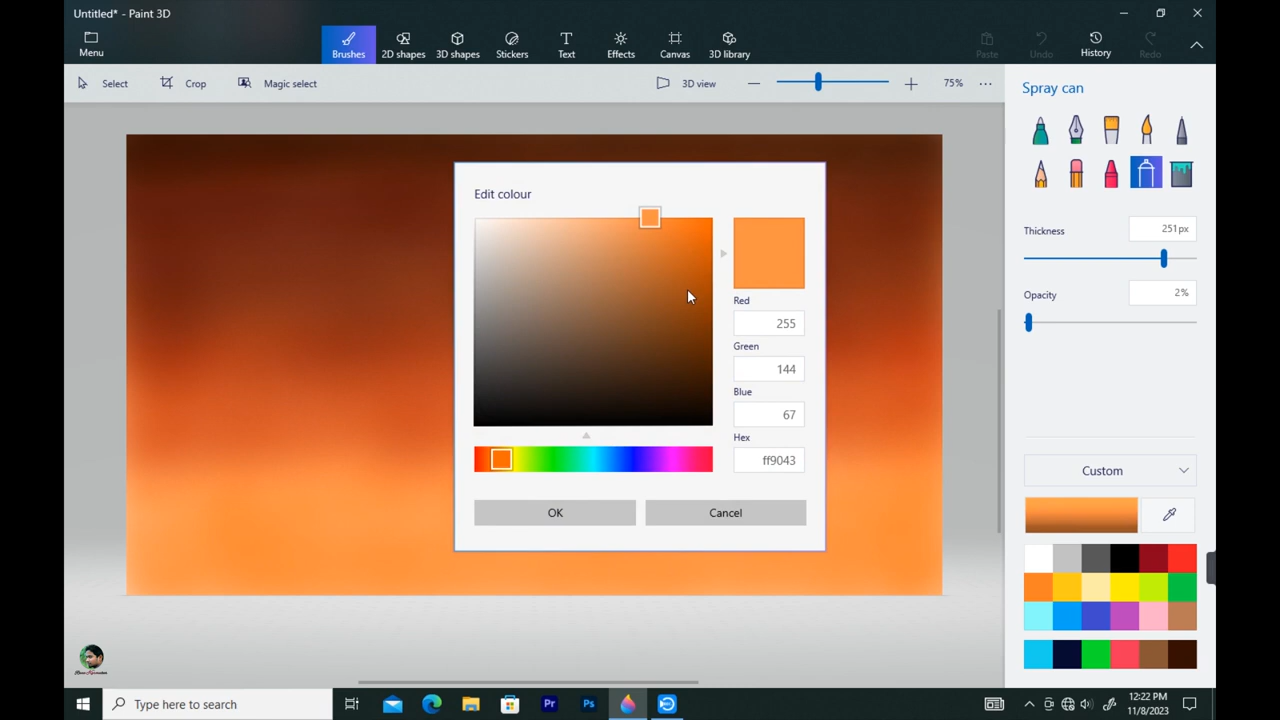 Untitled* - Paint 3D
Menu
Brushes
2D shapes
3D shapes
Stickers
Text
Effects
Canvas
3D library
Paste
Undo
History
Redo
Select
Crop
Magic select
3D view
75%
Spray can
Thickness
251px
Opacity
2%
Edit colour
Red
255
Green
144
Blue
67
Hex
ff9043
OK
Cancel
Custom
Type here to search
Pr
Ps
12:22 PM
11/8/2023